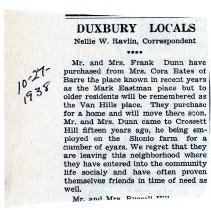 DUXBURY LOCALS
Nellie W. Ravlin, Correspondent
****
10-27-
1938
Mr. and Mrs. Frank Dunn have
purchased from Mrs. Cora Bates of
Barre the place known in recent years
as the Mark Eastman place but to
older residents will be remembered as
the Van Hills place. They purchase
for a home and will move there soon.
Mr. and Mrs. Dunn came to Crossett
Hill fifteen years ago, he being em-
ployed on the Shonio farm for a
cumber of eyars. We regret that they
are leaving this neighborhood where
they have entered into the community
life socialy and have often proven
themselves friends in time of need as
well.
Mr. and Mrs. Russell Hill